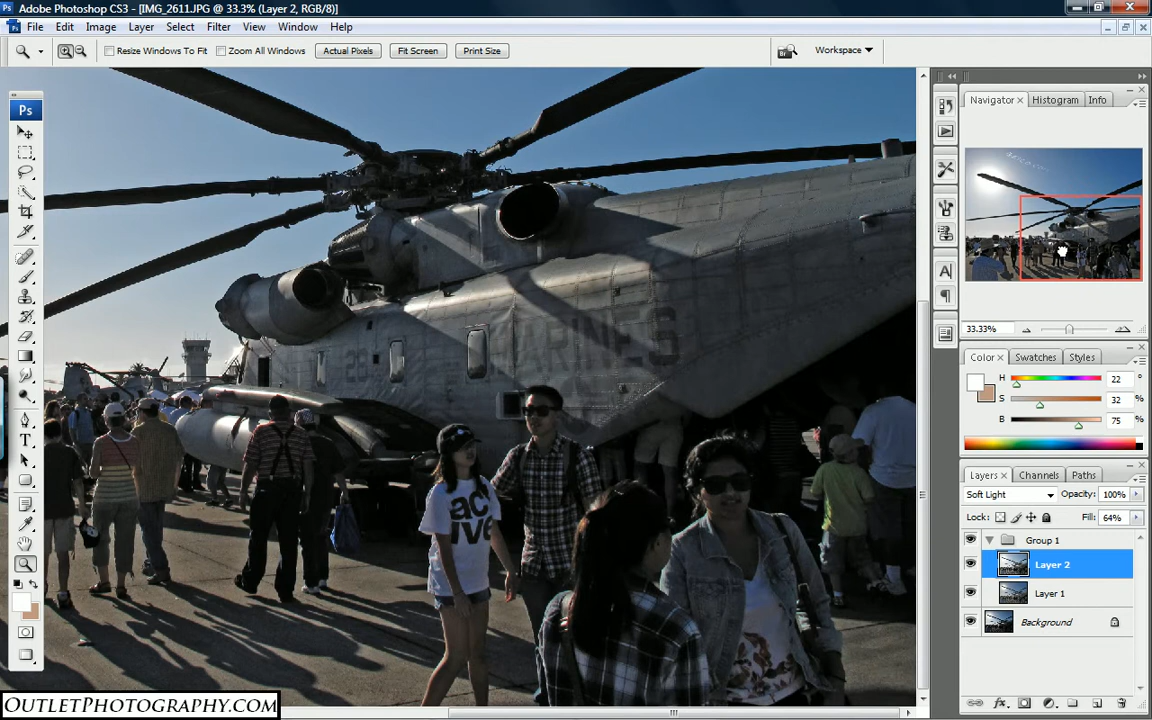 Adobe Photoshop CS3 - [IMG_2611.JPG @ 33.3% (Layer 2, RGB/8)]
Ps File Edit Image Layer Select Filter View Window Help
Resize Windows To Fit Zoom All Windows Actual Pixels Fit Screen Print Size Workspace
Ps
Navigator × Histogram Info
33.33%
Color × Swatches Styles
H 22 °
S 32 %
B 75 %
Layers × Channels Paths
Soft Light Opacity: 100%
Lock: Fill: 64%
Group 1
Layer 2
Layer 1
Background
MARINES
act
ive
OutletPhotography.com